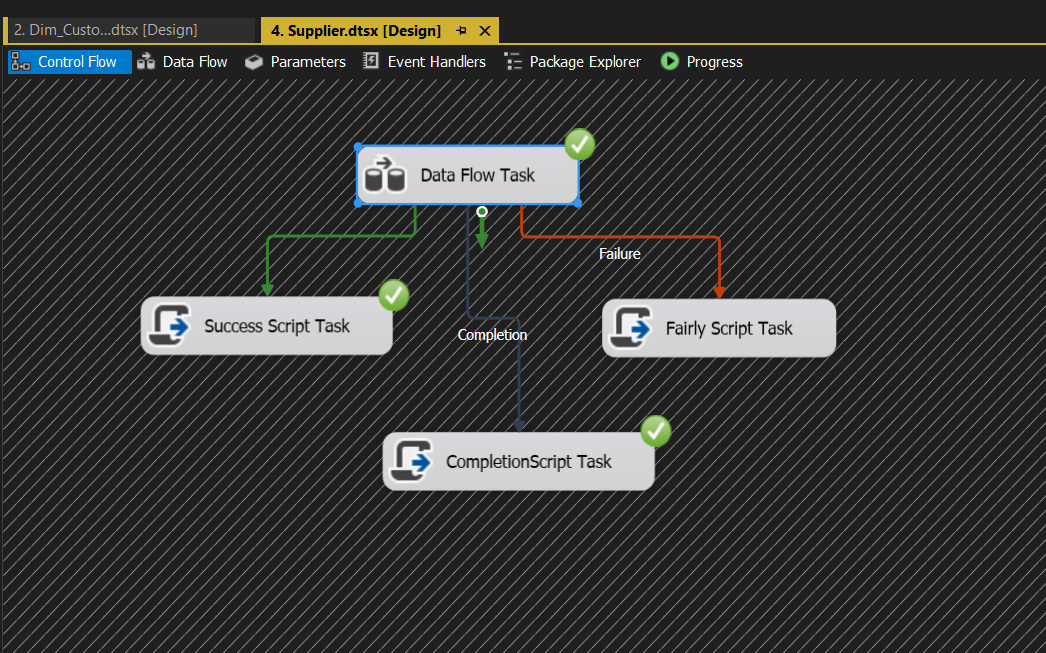 2. Dim_Custo...dtsx [Design]
4. Supplier.dtsx [Design]
Control Flow
Data Flow
Parameters
Event Handlers
Package Explorer
Progress
Data Flow Task
Failure
Success Script Task
Completion
Fairly Script Task
CompletionScript Task